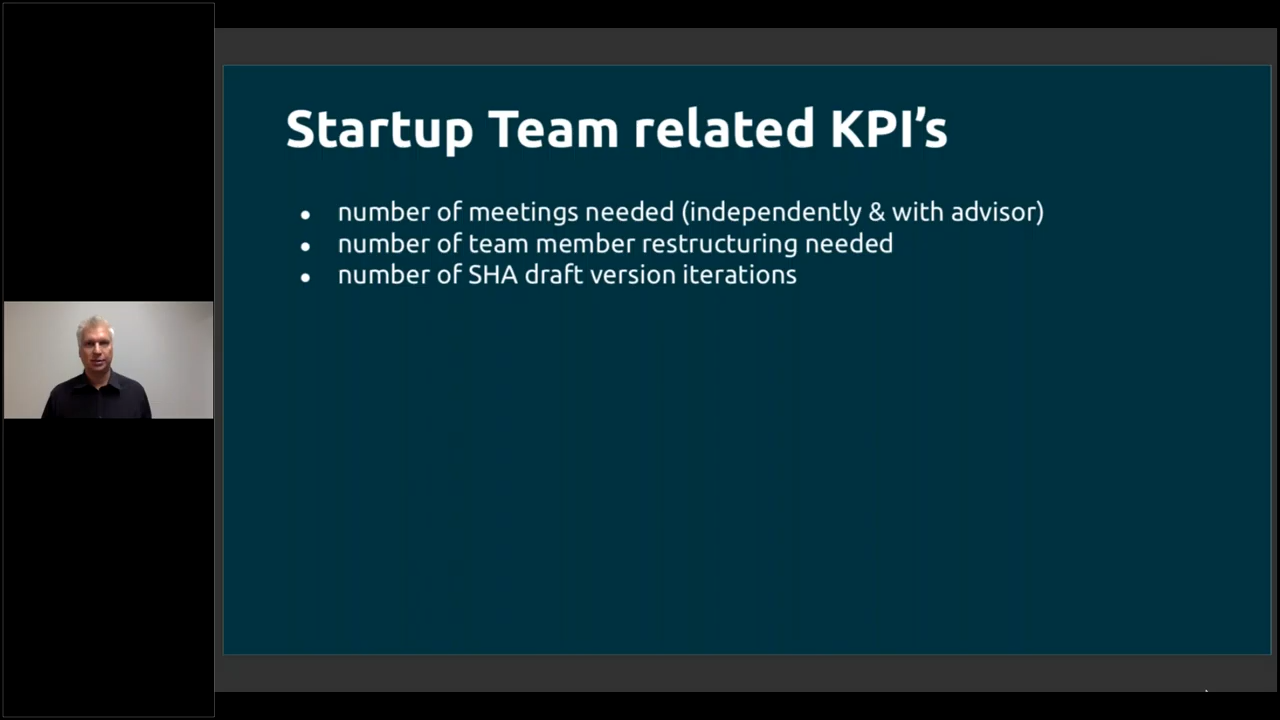 Startup Team related KPI’s
● number of meetings needed (independently & with advisor)
● number of team member restructuring needed
● number of SHA draft version iterations